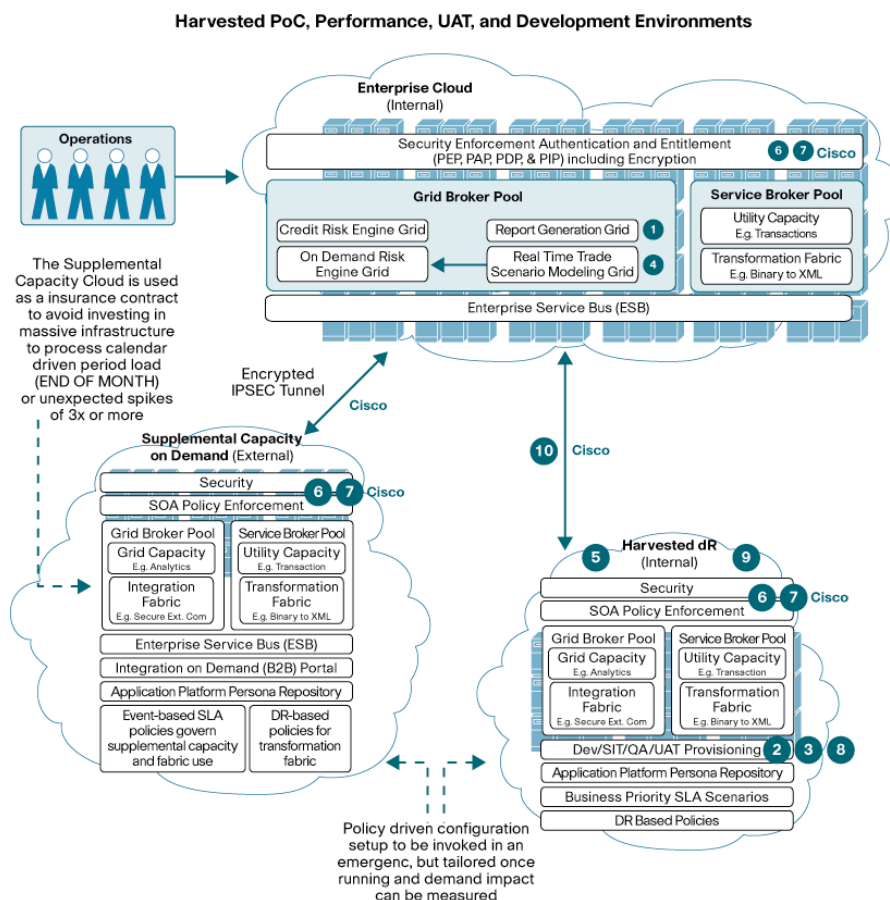 Harvested PoC, Performance, UAT, and Development Environments
Enterprise Cloud
(Internal)
Operations
Security Enforcement Authentication and Entitlement
(PEP, PAP, PDP, & PIP) including Encryption
6 7 Cisco
Grid Broker Pool
Credit Risk Engine Grid
Report Generation Grid
1
On Demand Risk
Engine Grid
Real Time Trade
Scenario Modeling Grid
4
Service Broker Pool
Utility Capacity
E.g. Transactions
Transformation Fabric
E.g. Binary to XML
Enterprise Service Bus (ESB)
The Supplemental
Capacity Cloud is used
as a insurance contract
to avoid investing in
massive infrastructure
to process calendar
driven period load
(END OF MONTH)
or unexpected spikes
of 3x or more
Encrypted
IPSEC Tunnel
Cisco
10 Cisco
Supplemental Capacity
on Demand (External)
Security
6 7 Cisco
SOA Policy Enforcement
Grid Broker Pool
Grid Capacity
E.g. Analytics
Integration
Fabric
E.g. Secure Ext. Com
Service Broker Pool
Utility Capacity
E.g. Transaction
Transformation
Fabric
E.g. Binary to XML
Enterprise Service Bus (ESB)
Integration on Demand (B2B) Portal
Application Platform Persona Repository
Event-based SLA
policies govern
supplemental capacity
and fabric use
DR-based
policies for
transformation
fabric
5 Harvested dR 9
(Internal)
Security
6 7 Cisco
SOA Policy Enforcement
Grid Broker Pool
Grid Capacity
E.g. Analytics
Integration
Fabric
E.g. Secure Ext. Com
Service Broker Pool
Utility Capacity
E.g. Transaction
Transformation
Fabric
E.g. Binary to XML
Dev/SIT/QA/UAT Provisioning 2 3 8
Application Platform Persona Repository
Business Priority SLA Scenarios
DR Based Policies
Policy driven configuration
setup to be invoked in an
emergenc, but tailored once
running and demand impact
can be measured